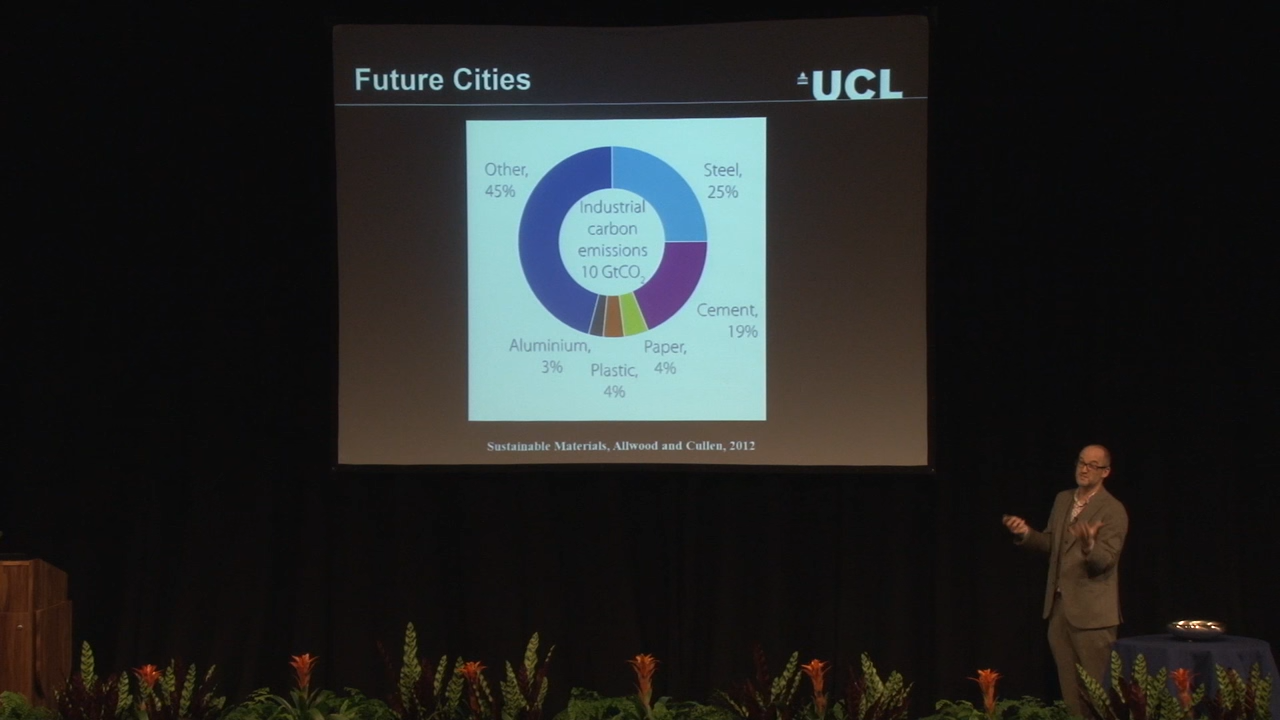 Future Cities
UCL
Other,
45%
Steel,
25%
Industrial
carbon
emissions
10 GtCO₂
Cement,
19%
Aluminium,
3%
Plastic,
4%
Paper,
4%
Sustainable Materials, Allwood and Cullen, 2012